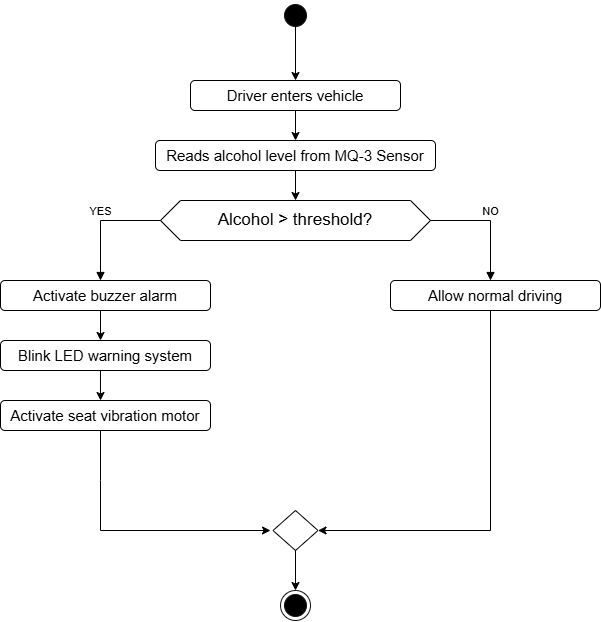 Driver enters vehicle
Reads alcohol level from MQ-3 Sensor
Alcohol > threshold?
YES
NO
Activate buzzer alarm
Allow normal driving
Blink LED warning system
Activate seat vibration motor